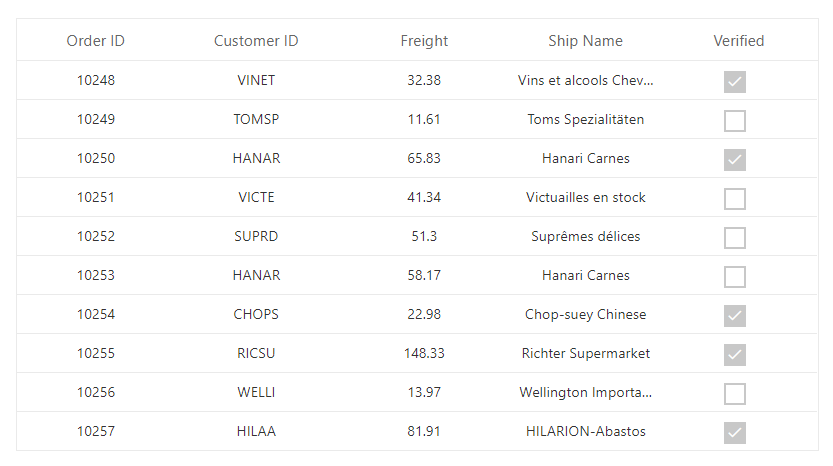 Order ID Customer ID Freight Ship Name Verified
10248 VINET 32.38 Vins et alcools Chev...
10249 TOMSP 11.61 Toms Spezialitäten
10250 HANAR 65.83 Hanari Carnes
10251 VICTE 41.34 Victuailles en stock
10252 SUPRD 51.3 Suprêmes délices
10253 HANAR 58.17 Hanari Carnes
10254 CHOPS 22.98 Chop-suey Chinese
10255 RICSU 148.33 Richter Supermarket
10256 WELLI 13.97 Wellington Importa...
10257 HILAA 81.91 HILARION-Abastos